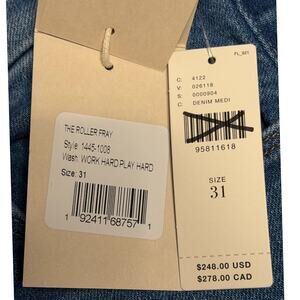 THE ROLLER FRAY
Style: 1445-1008
Wash: WORK HARD PLAY HARD
Size: 31
1 92411 68757 1
FL_921
C: 4122
V: 026118
S: 0000904
C: DENIM MEDI
95811618
SIZE
31
$248.00 USD
$278.00 CAD